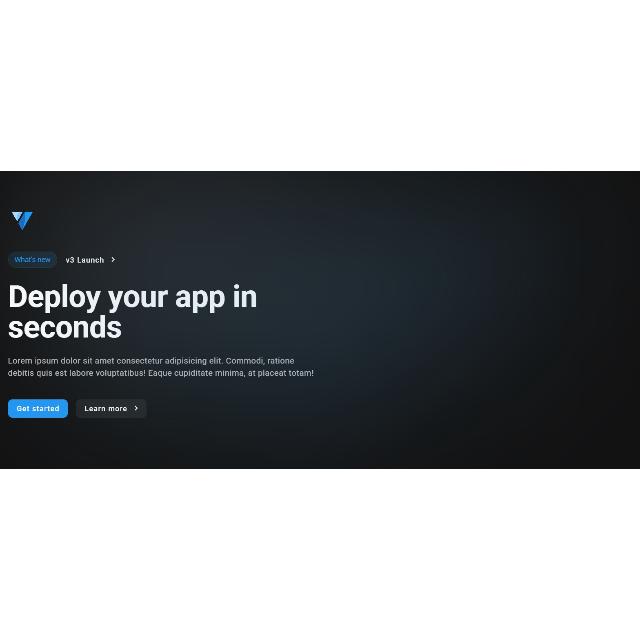 What's new v3 Launch
Deploy your app in
seconds
Lorem ipsum dolor sit amet consectetur adipisicing elit. Commodi, ratione
debitis quis est labore voluptatibus! Eaque cupiditate minima, at placeat totam!
Get started Learn more